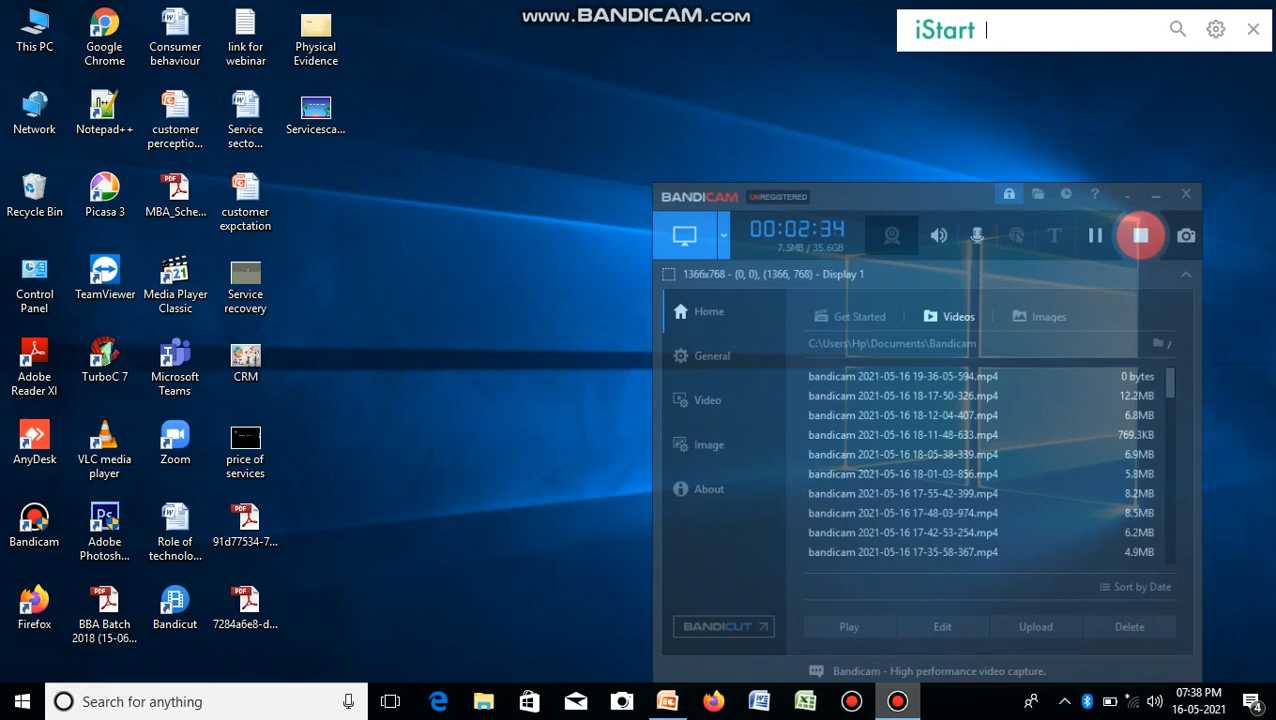 www.BANDICAM.com
iStart
This PC
Google Chrome
Consumer behaviour
link for webinar
Physical Evidence
Network
Notepad++
customer perceptio...
Service secto...
Servicesca...
Recycle Bin
Picasa 3
MBA_Sche...
customer expctation
Control Panel
TeamViewer
Media Player Classic
Service recovery
Adobe Reader XI
TurboC 7
Microsoft Teams
CRM
AnyDesk
VLC media player
Zoom
price of services
Bandicam
Adobe Photosh...
Role of technolo...
91d77534-7...
Firefox
BBA Batch 2018 (15-06...
Bandicut
7284a6e8-d...
BANDICAM UNREGISTERED
00:02:34
7.5MB / 35.6GB
1366x768 - (0, 0), (1366, 768) - Display 1
Home
General
Video
Image
About
BANDICUT
Get Started Videos Images
C:\Users\Hp\Documents\Bandicam
bandicam 2021-05-16 19-36-05-594.mp4 0 bytes
bandicam 2021-05-16 18-17-50-326.mp4 12.2MB
bandicam 2021-05-16 18-12-04-407.mp4 6.8MB
bandicam 2021-05-16 18-11-48-633.mp4 769.3KB
bandicam 2021-05-16 18-05-38-339.mp4 6.9MB
bandicam 2021-05-16 18-01-03-856.mp4 5.8MB
bandicam 2021-05-16 17-55-42-399.mp4 8.2MB
bandicam 2021-05-16 17-48-03-974.mp4 8.5MB
bandicam 2021-05-16 17-42-53-254.mp4 6.2MB
bandicam 2021-05-16 17-35-58-367.mp4 4.9MB
Sort by Date
Play Edit Upload Delete
Bandicam - High performance video capture.
Search for anything
07:38 PM
16-05-2021
4